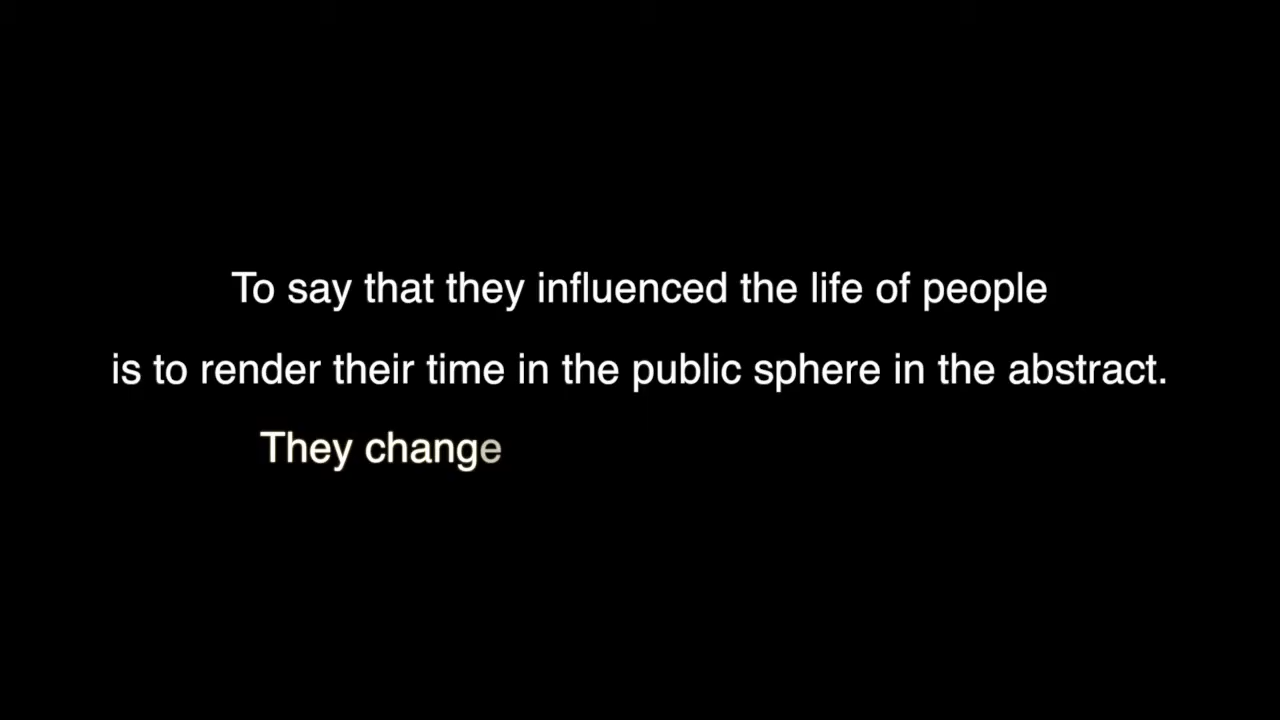 To say that they influenced the life of people
is to render their time in the public sphere in the abstract.
They change